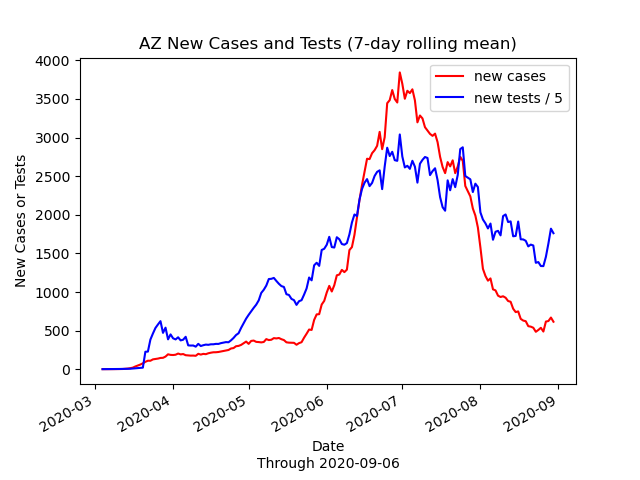 AZ New Cases and Tests (7-day rolling mean)
new cases
new tests / 5
4000
3500
3000
2500
2000
1500
1000
500
0
New Cases or Tests
2020-03
2020-04
2020-05
2020-06
2020-07
2020-08
2020-09
Date
Through 2020-09-06